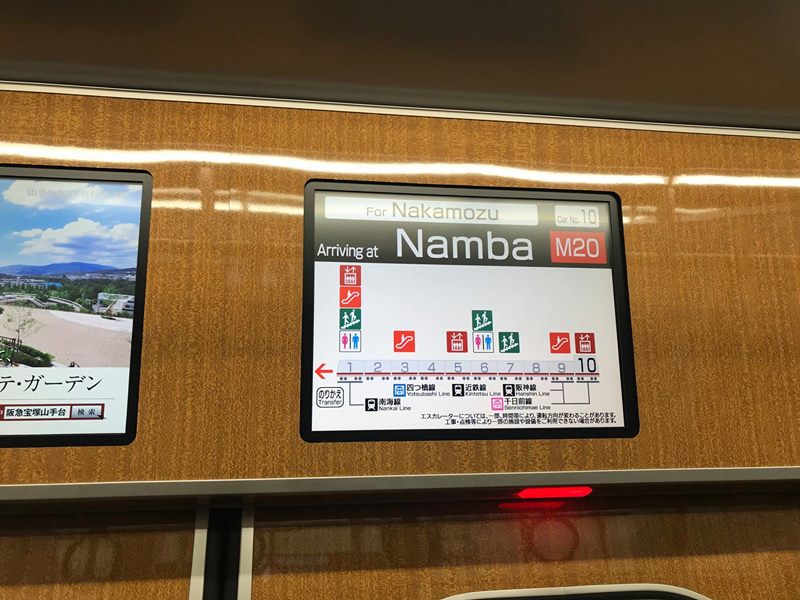 For Nakamozu
Car No. 10
Arriving at Namba M20
1 2 3 4 5 6 7 8 9 10
のりかえ
Transfer
四つ橋線
Yotsubashi Line
近鉄線
Kintetsu Line
阪神線
Hanshin Line
南海線
Nankai Line
千日前線
Sennichimae Line
エスカレーターについては、一部、時間帯により、運転方向が変わることがあります。
工事・点検等により一部の施設や設備をご利用できない場合があります。
テ・ガーデン
阪急宝塚山手台 検索